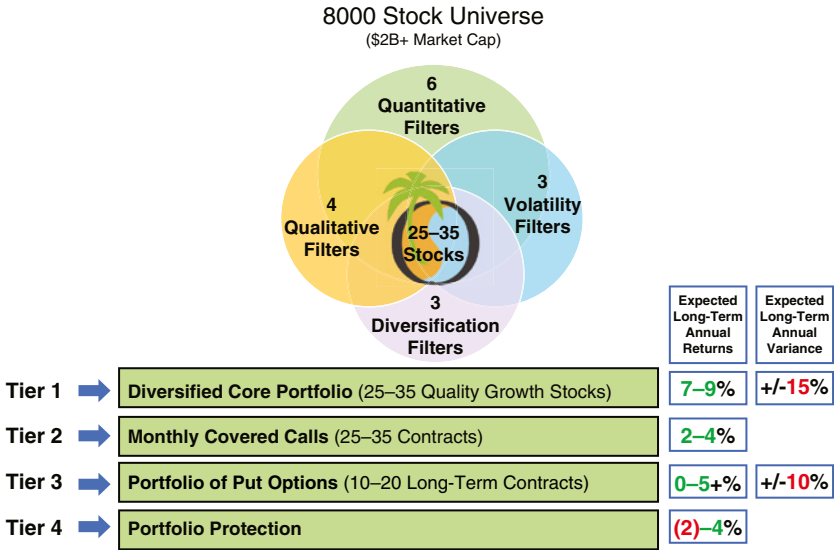 8000 Stock Universe
($2B+ Market Cap)
6
Quantitative
Filters
4
Qualitative
Filters
3
Volatility
Filters
25–35
Stocks
3
Diversification
Filters
Expected
Long-Term
Annual
Returns
Expected
Long-Term
Annual
Variance
Tier 1
Diversified Core Portfolio (25–35 Quality Growth Stocks)
7–9%
+/-15%
Tier 2
Monthly Covered Calls (25–35 Contracts)
2–4%
Tier 3
Portfolio of Put Options (10–20 Long-Term Contracts)
0–5+%
+/-10%
Tier 4
Portfolio Protection
(2)–4%